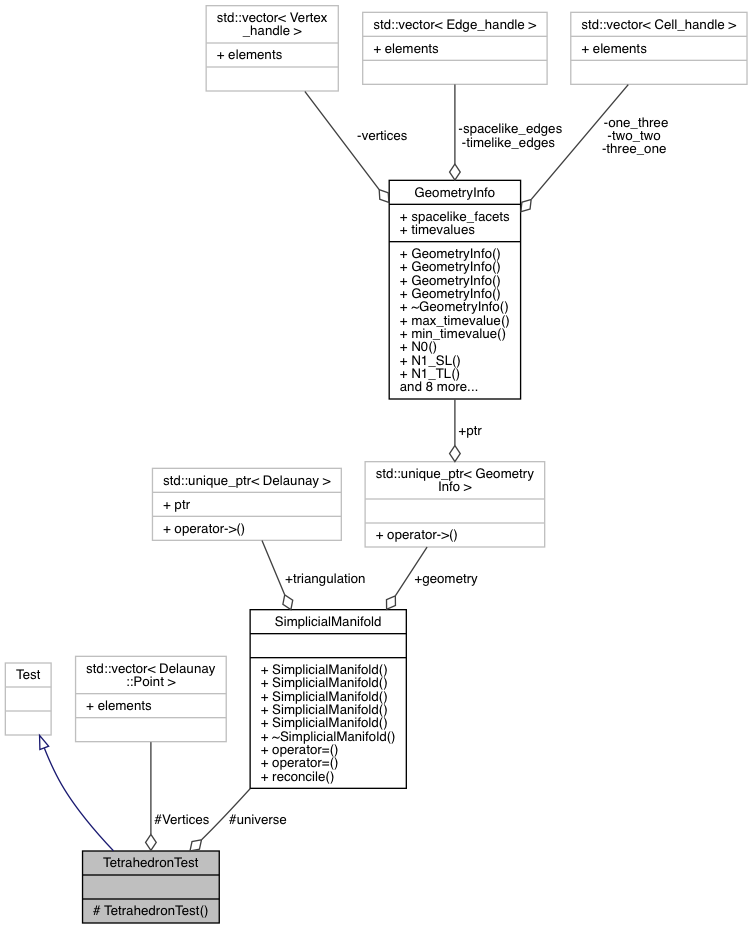 std::vector< Vertex
_handle >
+ elements
std::vector< Edge_handle >
+ elements
std::vector< Cell_handle >
+ elements
-vertices
-spacelike_edges
-timelike_edges
-one_three
-two_two
-three_one
GeometryInfo
+ spacelike_facets
+ timevalues
+ GeometryInfo()
+ GeometryInfo()
+ GeometryInfo()
+ GeometryInfo()
+ ~GeometryInfo()
+ max_timevalue()
+ min_timevalue()
+ N0()
+ N1_SL()
+ N1_TL()
and 8 more...
+ptr
std::unique_ptr< Delaunay >
+ ptr
+ operator->()
std::unique_ptr< Geometry
Info >
+ operator->()
+triangulation
+geometry
SimplicialManifold
+ SimplicialManifold()
+ SimplicialManifold()
+ SimplicialManifold()
+ SimplicialManifold()
+ SimplicialManifold()
+ ~SimplicialManifold()
+ operator=()
+ operator=()
+ reconcile()
Test
std::vector< Delaunay
::Point >
+ elements
#Vertices
#universe
TetrahedronTest
# TetrahedronTest()